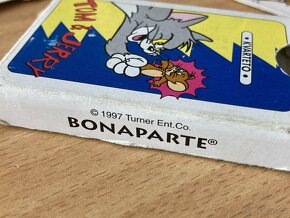 TOM & JERRY
• KVARTETO •
© 1997 Turner Ent.Co.
BONAPARTE®